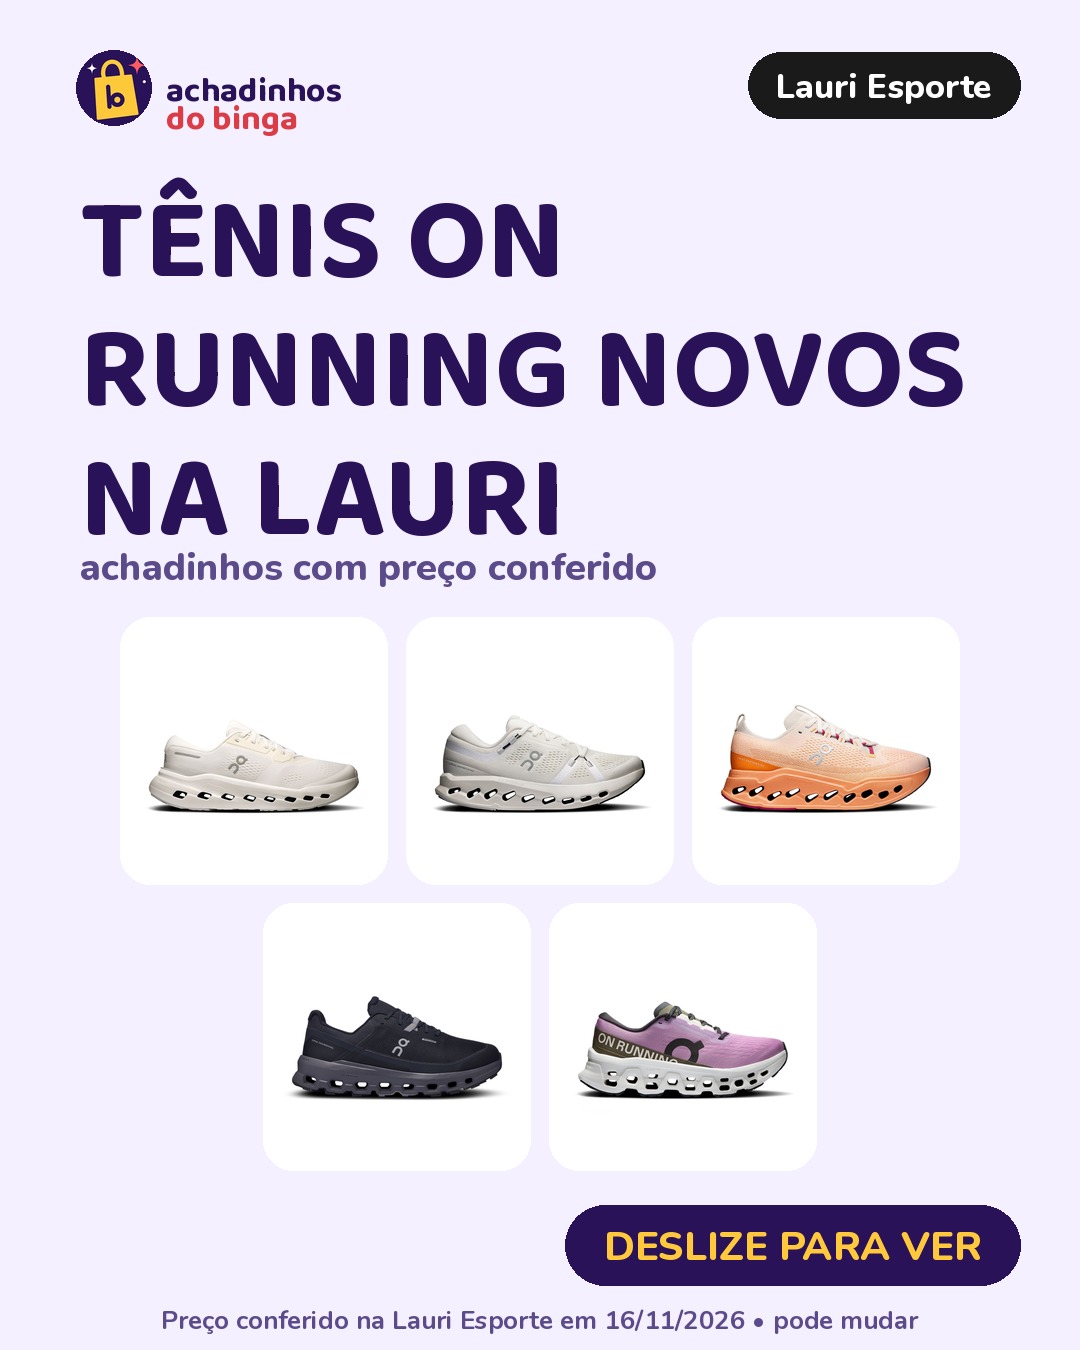 b
achadinhos
do binga
Lauri Esporte
TÊNIS ON
RUNNING NOVOS
NA LAURI
achadinhos com preço conferido
ON RUNNING
DESLIZE PARA VER
Preço conferido na Lauri Esporte em 16/11/2026 • pode mudar